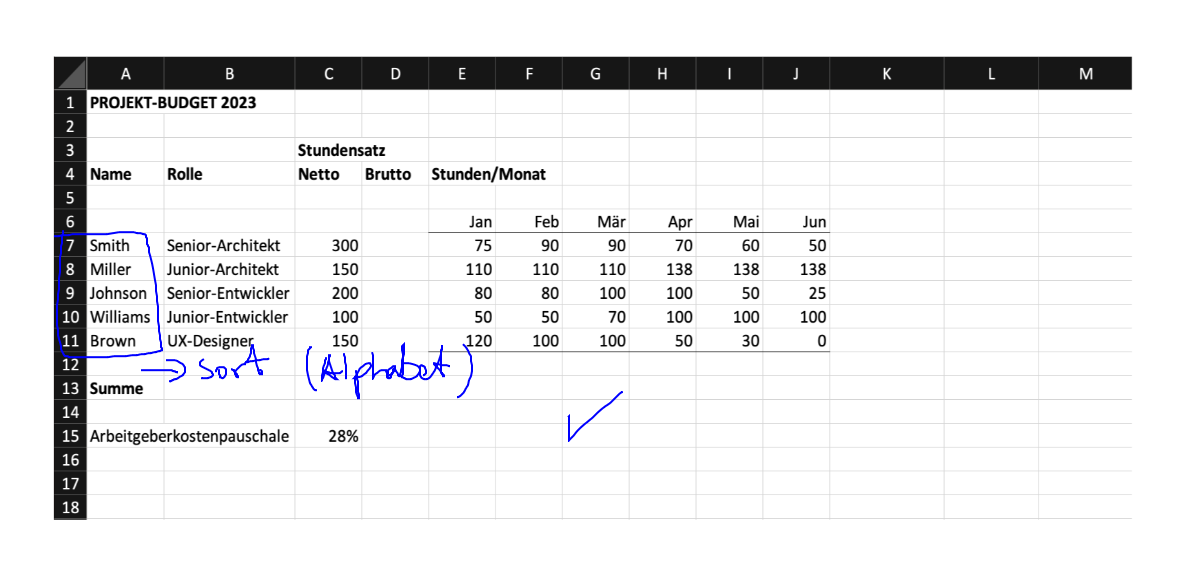 A B C D E F G H I J K L M
1 PROJEKT-BUDGET 2023
2
3 Stundensatz
4 Name Rolle Netto Brutto Stunden/Monat
5
6 Jan Feb Mär Apr Mai Jun
7 Smith Senior-Architekt 300 75 90 90 70 60 50
8 Miller Junior-Architekt 150 110 110 110 138 138 138
9 Johnson Senior-Entwickler 200 80 80 100 100 50 25
10 Williams Junior-Entwickler 100 50 50 70 100 100 100
11 Brown UX-Designer 150 120 100 100 50 30 0
12
→ Sort (Alphabet)
13 Summe
14
15 Arbeitgeberkostenpauschale 28%
16
17
18